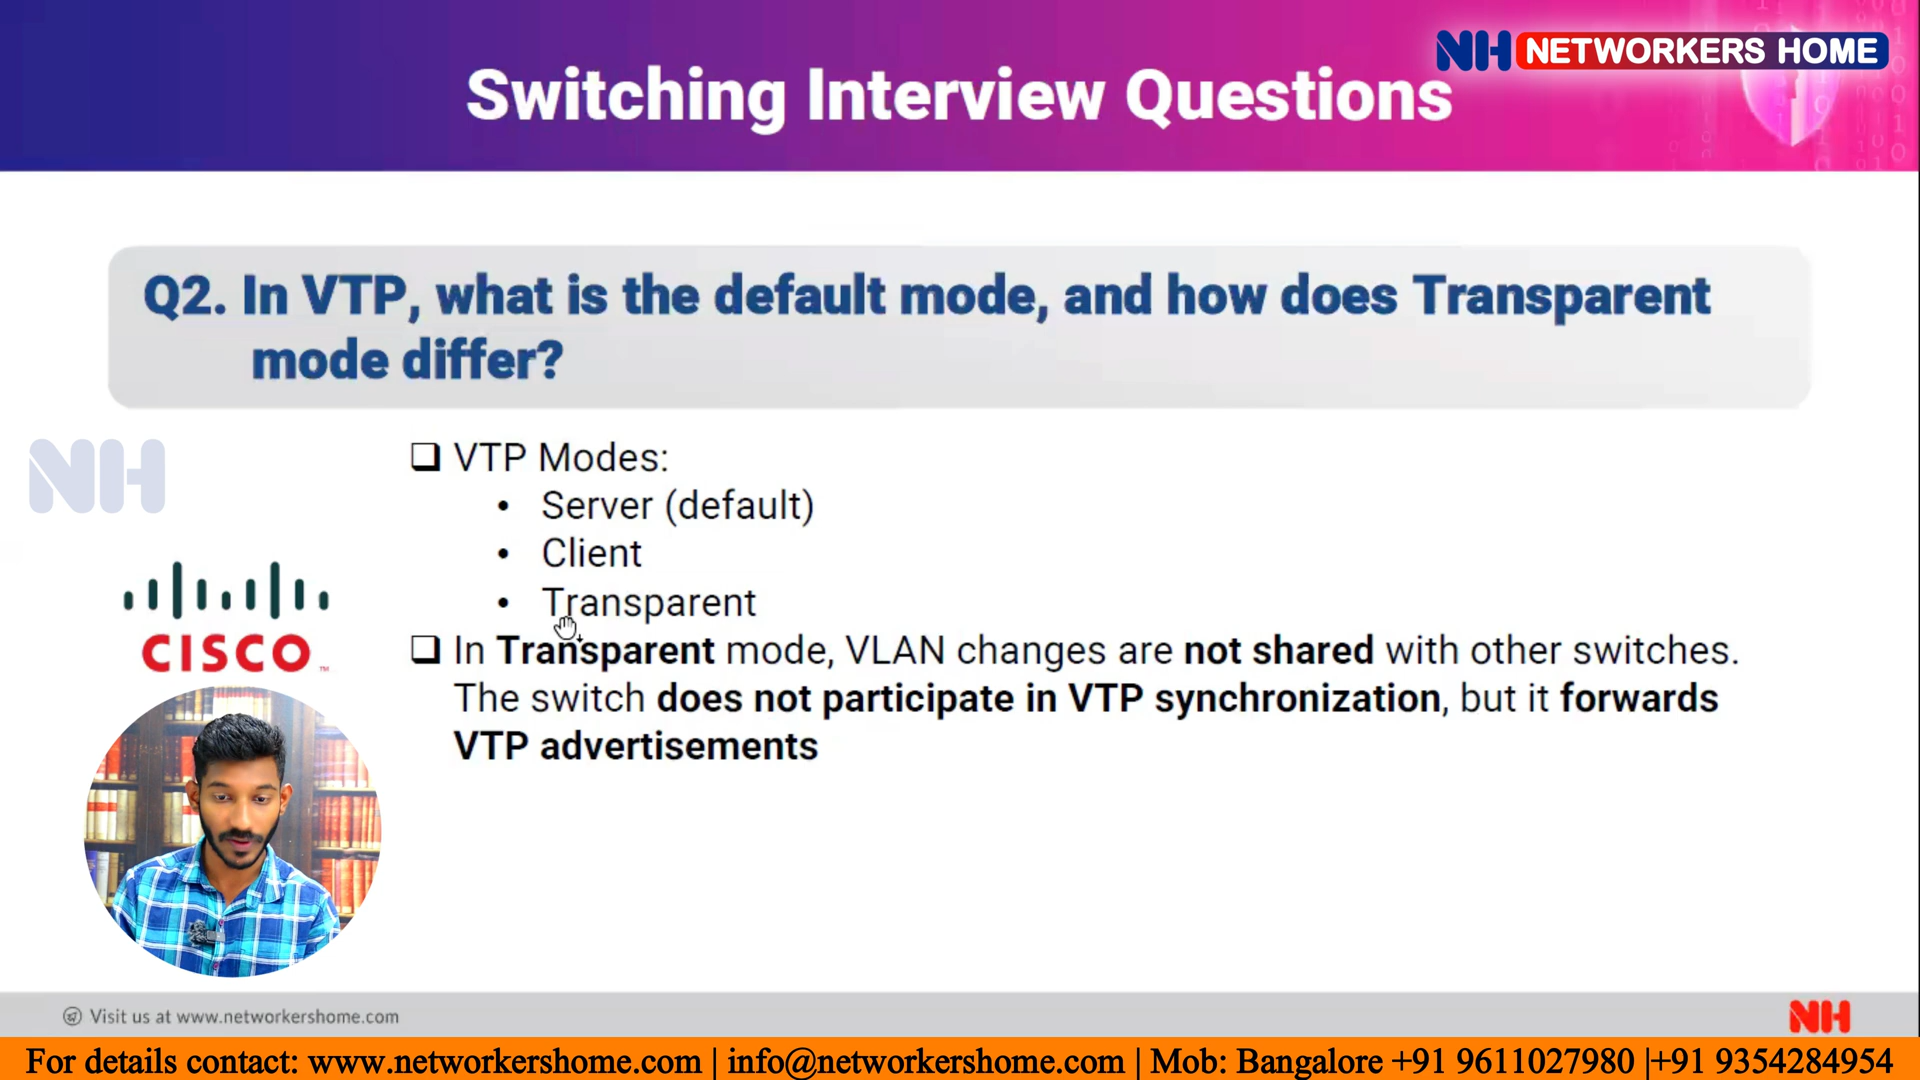 NH NETWORKERS HOME
Switching Interview Questions
Q2. In VTP, what is the default mode, and how does Transparent
mode differ?
NH
❑ VTP Modes:
• Server (default)
• Client
• Transparent
❑ In Transparent mode, VLAN changes are not shared with other switches.
The switch does not participate in VTP synchronization, but it forwards
VTP advertisements
CISCO™
Visit us at www.networkershome.com
NH
For details contact: www.networkershome.com | info@networkershome.com | Mob: Bangalore +91 9611027980 |+91 9354284954